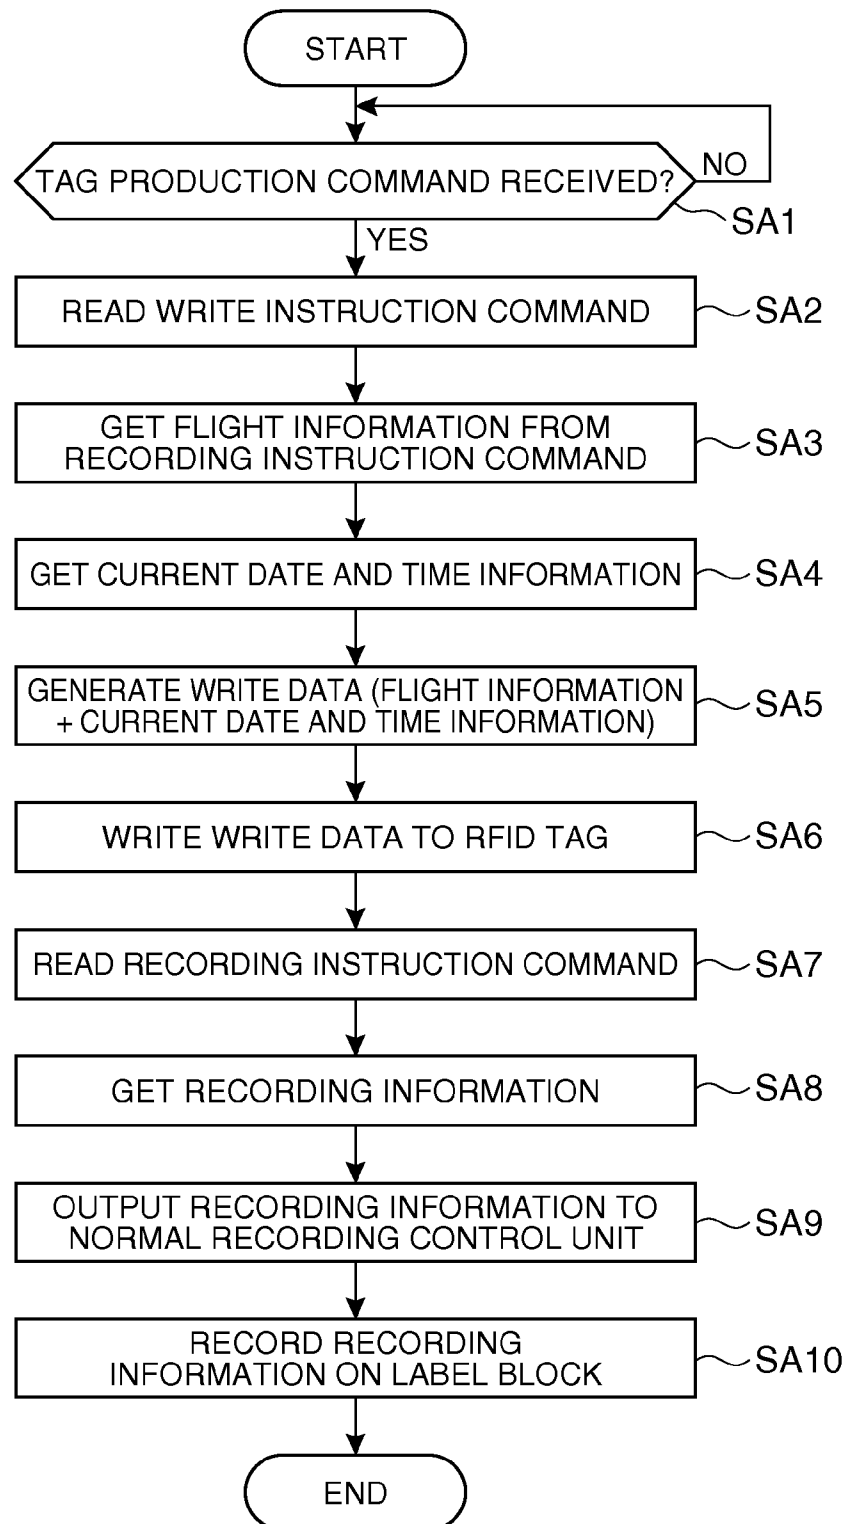 START
TAG PRODUCTION COMMAND RECEIVED?
NO
SA1
YES
READ WRITE INSTRUCTION COMMAND
SA2
GET FLIGHT INFORMATION FROM
RECORDING INSTRUCTION COMMAND
SA3
GET CURRENT DATE AND TIME INFORMATION
SA4
GENERATE WRITE DATA (FLIGHT INFORMATION
+ CURRENT DATE AND TIME INFORMATION)
SA5
WRITE WRITE DATA TO RFID TAG
SA6
READ RECORDING INSTRUCTION COMMAND
SA7
GET RECORDING INFORMATION
SA8
OUTPUT RECORDING INFORMATION TO
NORMAL RECORDING CONTROL UNIT
SA9
RECORD RECORDING
INFORMATION ON LABEL BLOCK
SA10
END